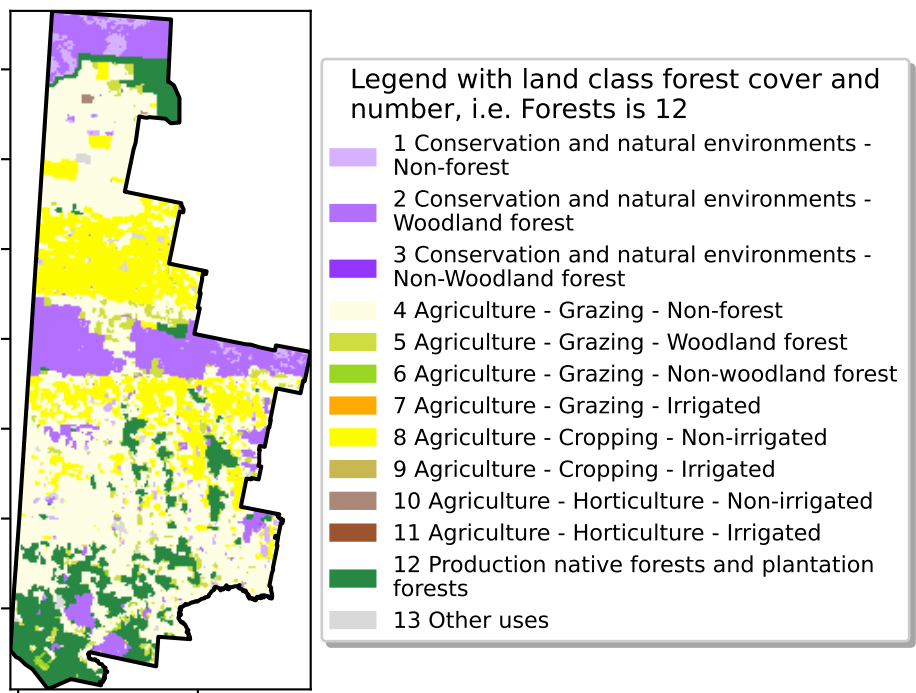 Legend with land class forest cover and
number, i.e. Forests is 12
1 Conservation and natural environments -
Non-forest
2 Conservation and natural environments -
Woodland forest
3 Conservation and natural environments -
Non-Woodland forest
4 Agriculture - Grazing - Non-forest
5 Agriculture - Grazing - Woodland forest
6 Agriculture - Grazing - Non-woodland forest
7 Agriculture - Grazing - Irrigated
8 Agriculture - Cropping - Non-irrigated
9 Agriculture - Cropping - Irrigated
10 Agriculture - Horticulture - Non-irrigated
11 Agriculture - Horticulture - Irrigated
12 Production native forests and plantation
forests
13 Other uses